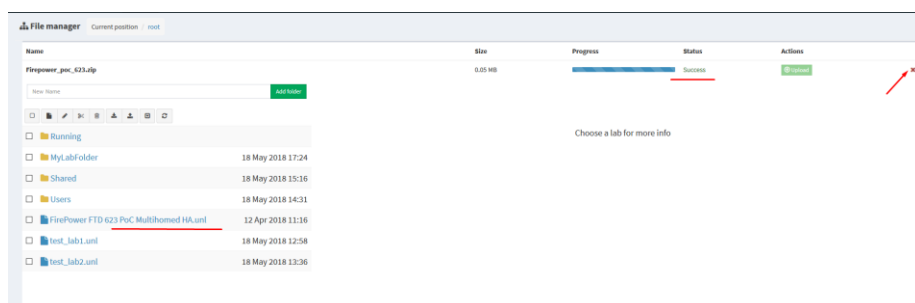 File manager Current position / root
Name Size Progress Status Actions
Firepower_poc_623.zip 0.05 MB Success Upload
New Name Add folder
Choose a lab for more info
Running
MyLabFolder 18 May 2018 17:24
Shared 18 May 2018 15:16
Users 18 May 2018 14:31
FirePower FTD 623 PoC Multihomed HA.unl 12 Apr 2018 11:16
test_lab1.unl 18 May 2018 12:58
test_lab2.unl 18 May 2018 13:36